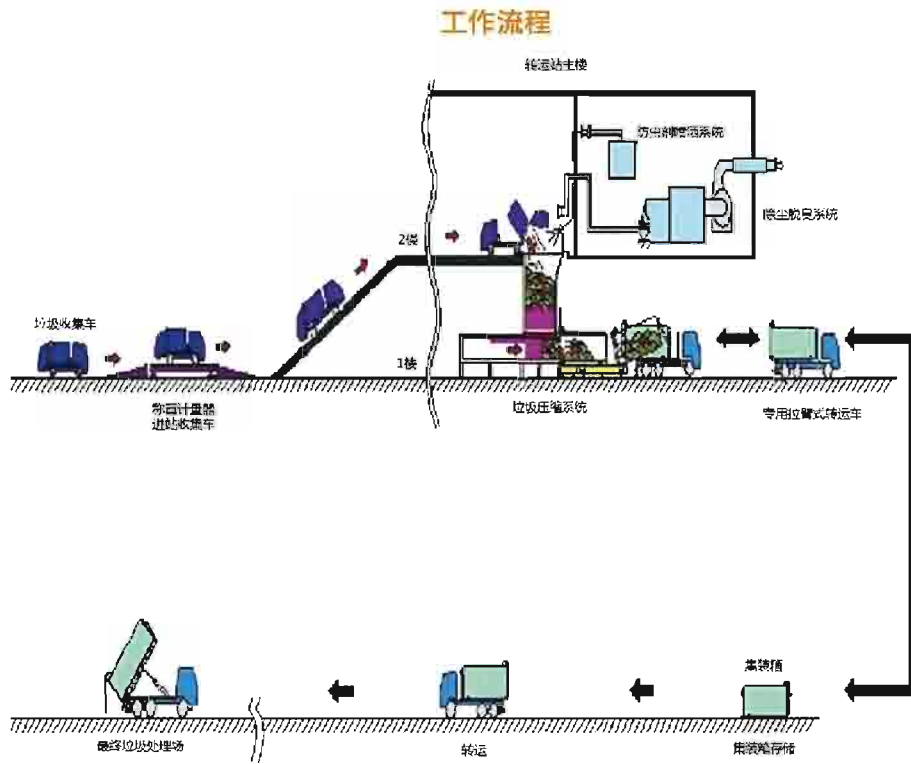 工作流程
转运站主楼
防虫剂喷洒系统
除尘脱臭系统
2楼
垃圾收集车
1楼
称重计量器
进站收集车
垃圾压缩系统
专用拉臂式转运车
集装箱
最终垃圾处理场
转运
集装箱存储